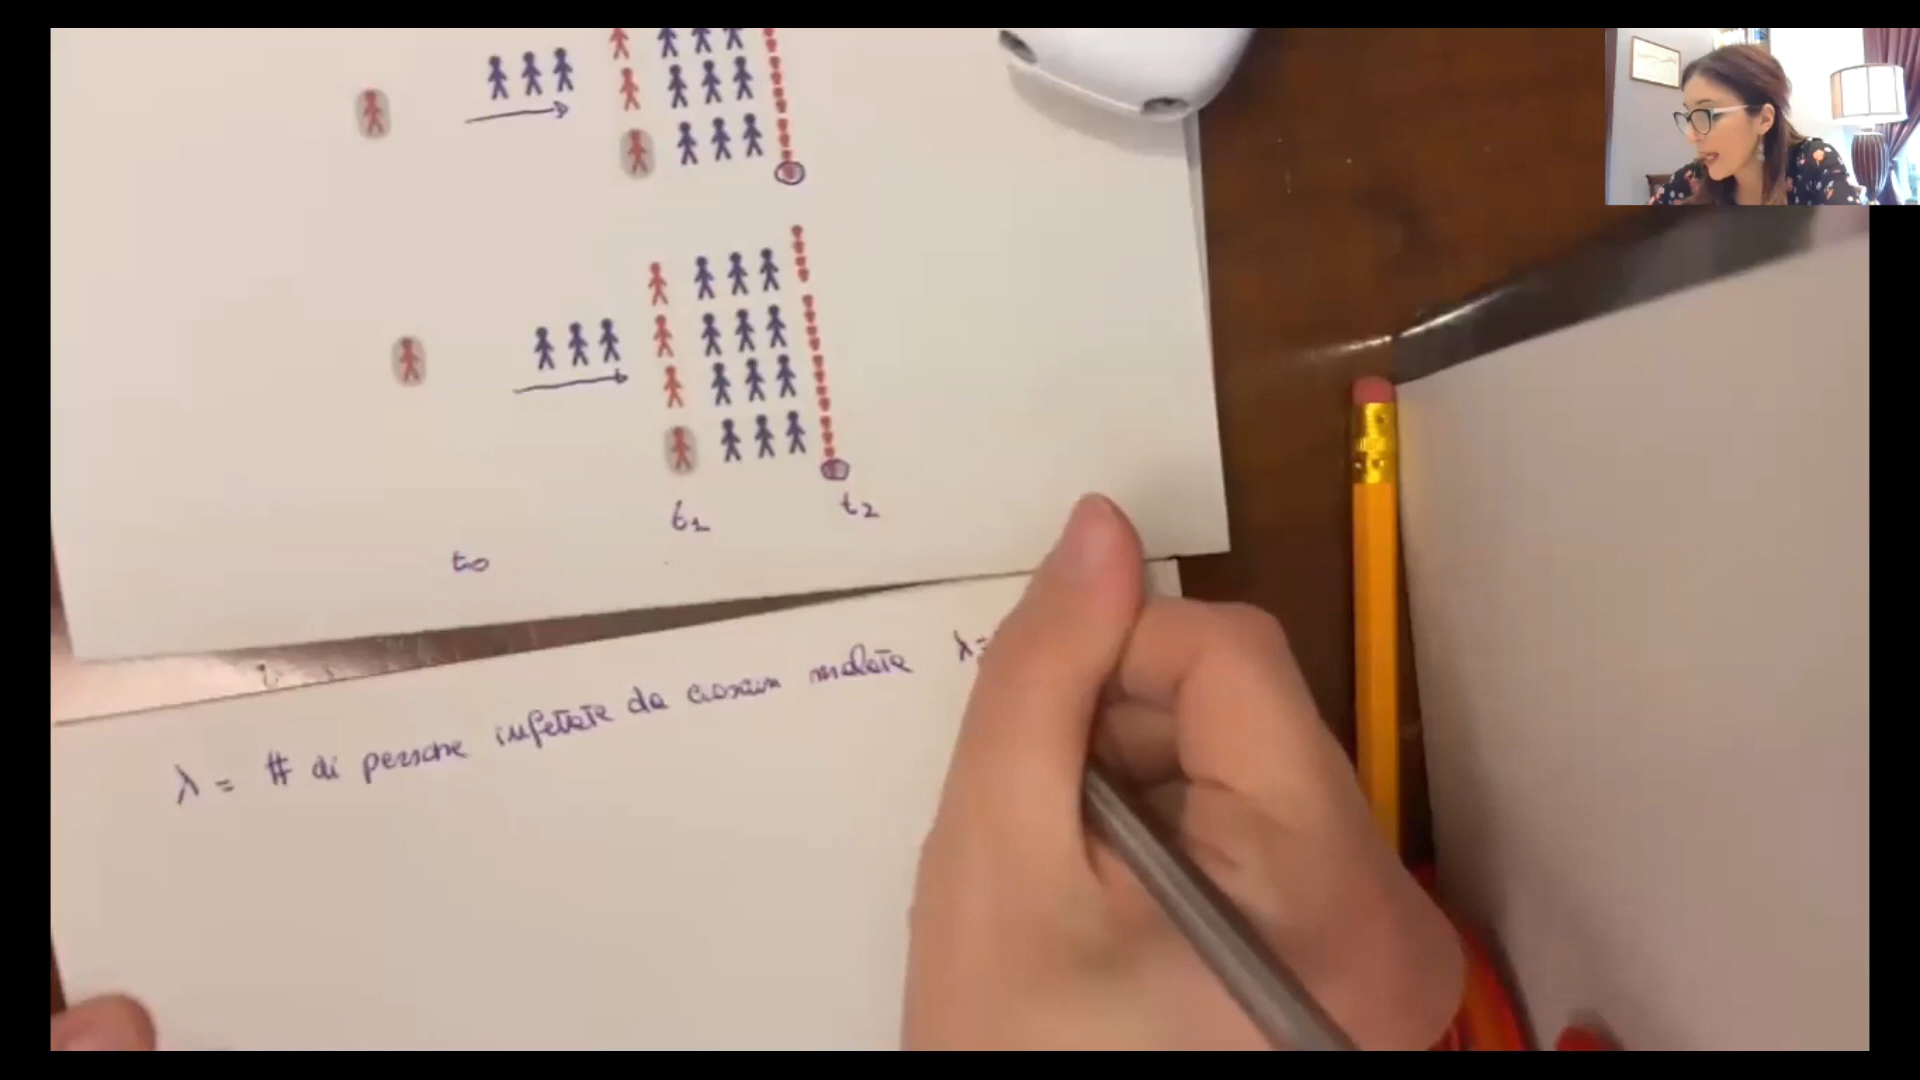 t₁ t₂
t₀
λ = # di persone infettate da ciascun malato λ=